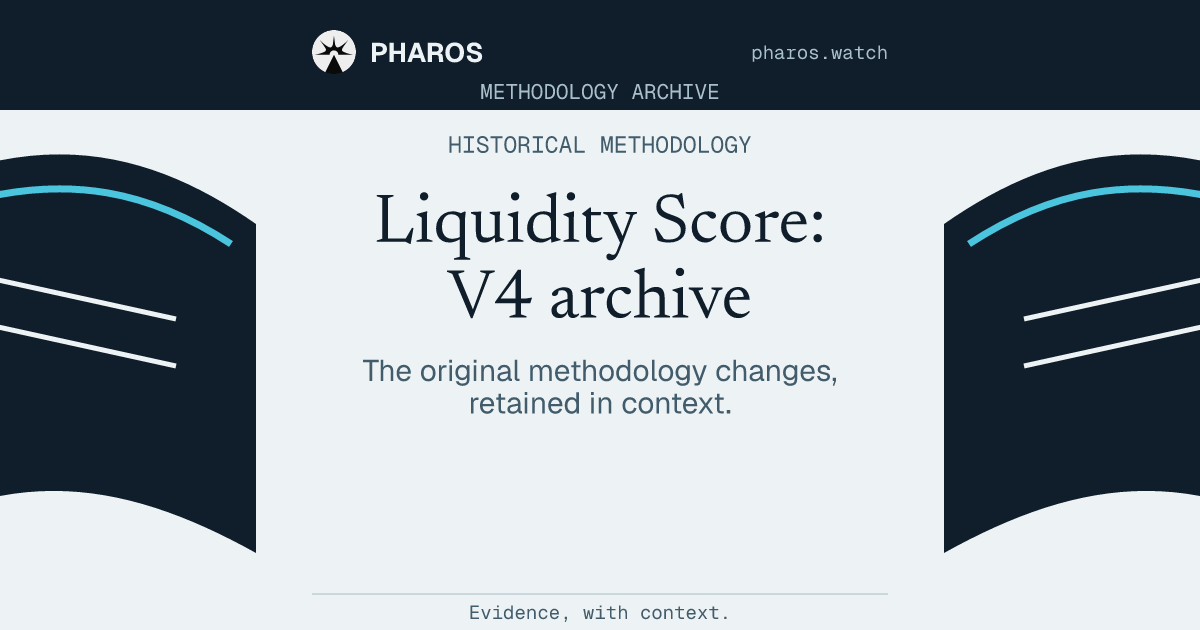 PHAROS
pharos.watch
METHODOLOGY ARCHIVE
HISTORICAL METHODOLOGY
Liquidity Score:
V4 archive
The original methodology changes,
retained in context.
Evidence, with context.